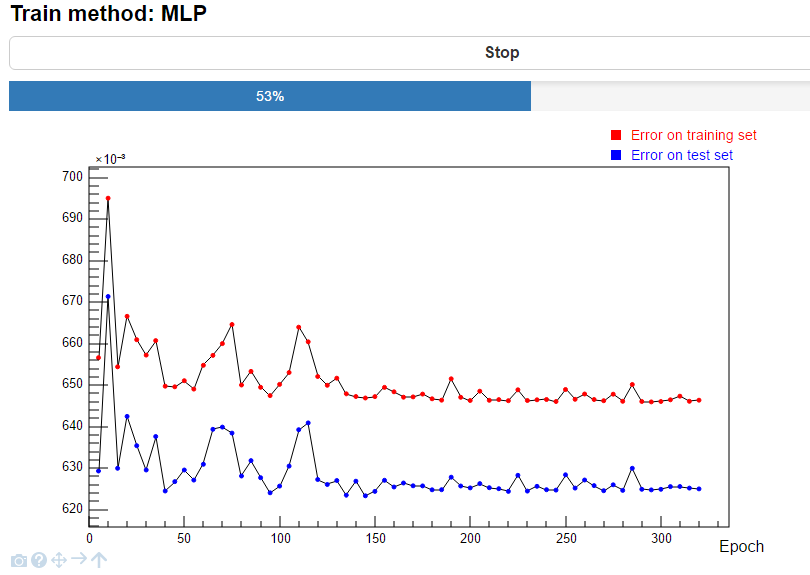 Train method: MLP
Stop
53%
Error on training set
Error on test set
×10⁻³
700
690
680
670
660
650
640
630
620
0 50 100 150 200 250 300
Epoch